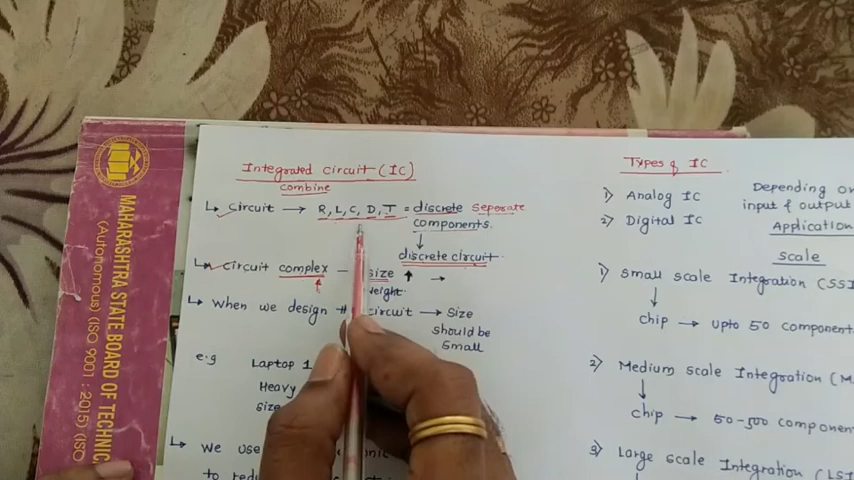 MAHARASHTRA STATE BOARD OF TECHNIC
(Autonomous) (ISO 9001 : 2015) (ISO
Integrated circuit (IC)
combine
↳ Circuit → R, L, C, D, T = discrete seperate
components.
↓
discrete circuit
↳ Circuit complex - size ↑ →
weight
↳ When we design circuit → Size
should be
small
e.g Laptop
Heavy
size
↳ We use
to red
Types of IC
1) Analog IC
2) Digital IC
Depending on
input & output
Application
scale
1) Small scale Integration (SSI
↓
chip → upto 50 component
2) Medium scale Integration (M
↓
chip → 50-500 componen
3) Large scale Integration (LSI